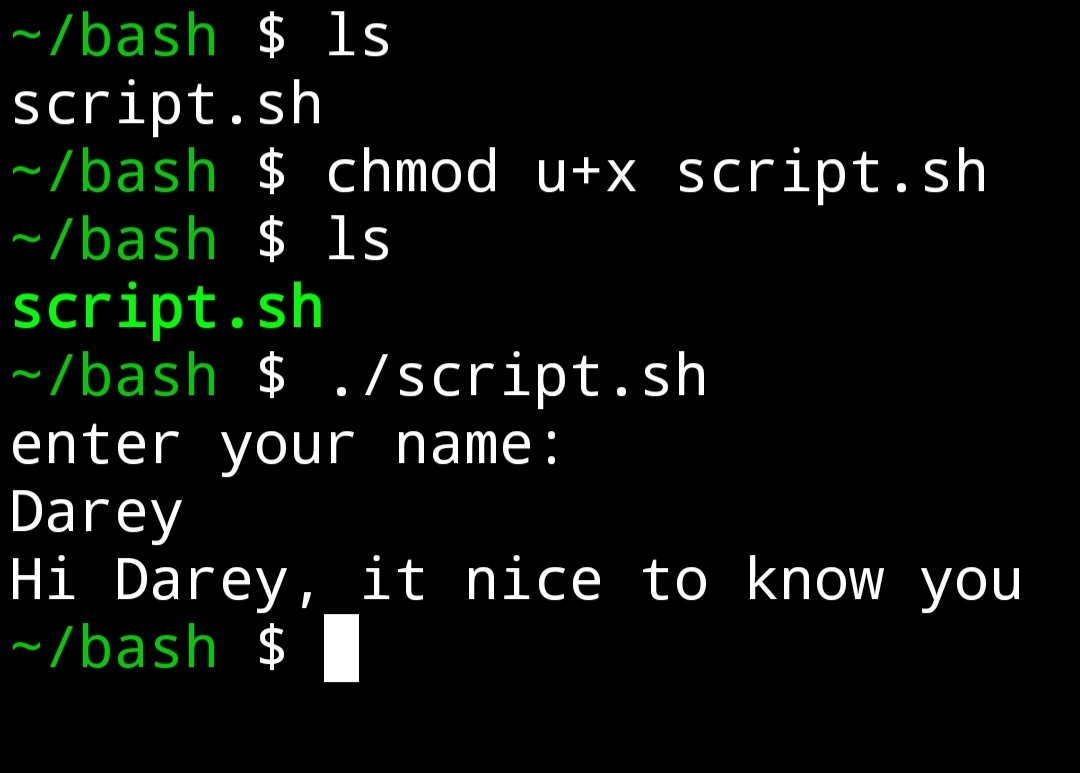 ~/bash $ ls
script.sh
~/bash $ chmod u+x script.sh
~/bash $ ls
script.sh
~/bash $ ./script.sh
enter your name:
Darey
Hi Darey, it nice to know you
~/bash $